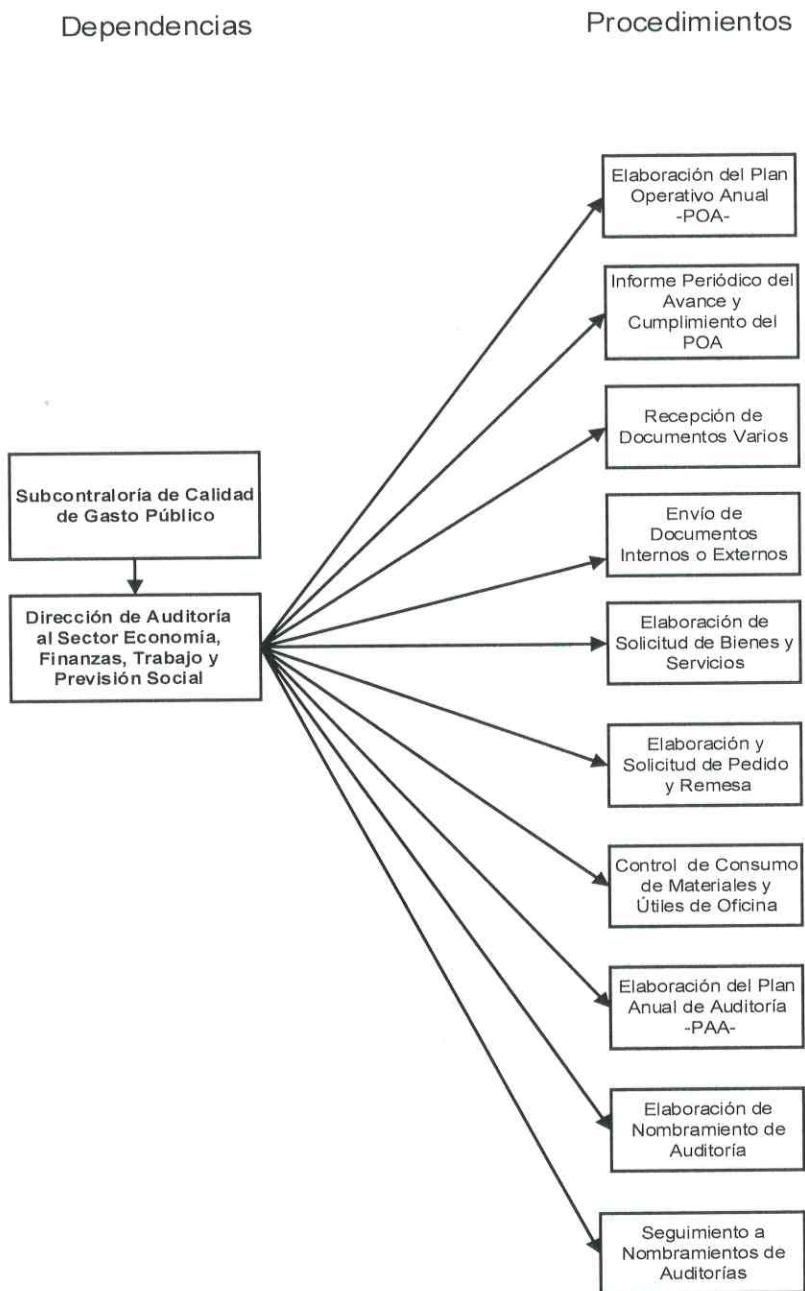 Dependencias
Procedimientos
Elaboración del Plan
Operativo Anual
-POA-
Informe Periódico del
Avance y
Cumplimiento del
POA
Recepción de
Documentos Varios
Subcontraloría de Calidad
de Gasto Público
Envío de
Documentos
Internos o Externos
Dirección de Auditoría
al Sector Economía,
Finanzas, Trabajo y
Previsión Social
Elaboración de
Solicitud de Bienes y
Servicios
Elaboración y
Solicitud de Pedido
y Remesa
Control de Consumo
de Materiales y
Útiles de Oficina
Elaboración del Plan
Anual de Auditoría
-PAA-
Elaboración de
Nombramiento de
Auditoría
Seguimiento a
Nombramientos de
Auditorías